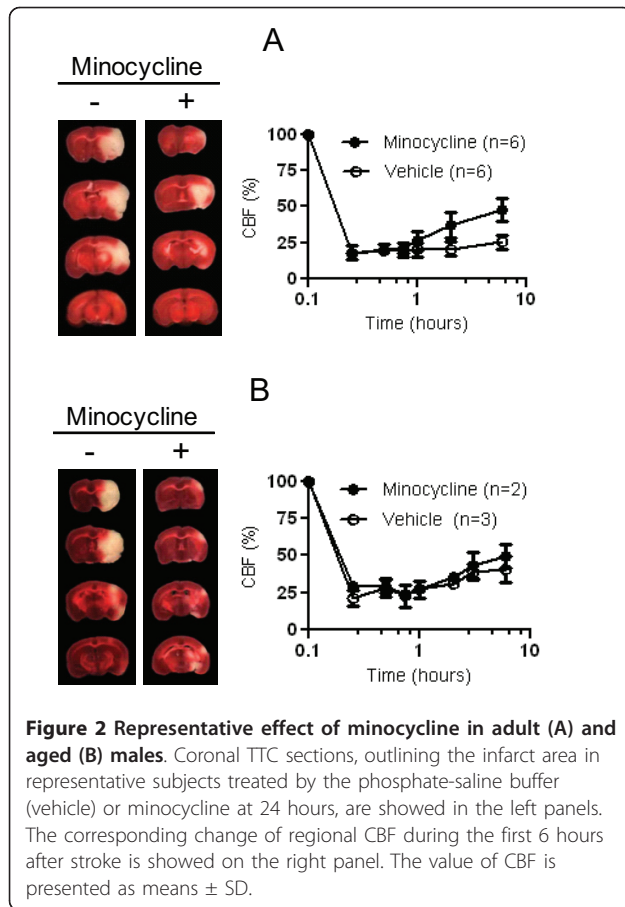 A
Minocycline
- +
100
75
50
25
0
CBF (%)
Minocycline (n=6)
Vehicle (n=6)
0.1 1 10
Time (hours)
B
Minocycline
- +
100
75
50
25
0
CBF (%)
Minocycline (n=2)
Vehicle (n=3)
0.1 1 10
Time (hours)
Figure 2 Representative effect of minocycline in adult (A) and
aged (B) males. Coronal TTC sections, outlining the infarct area in
representative subjects treated by the phosphate-saline buffer
(vehicle) or minocycline at 24 hours, are showed in the left panels.
The corresponding change of regional CBF during the first 6 hours
after stroke is showed on the right panel. The value of CBF is
presented as means ± SD.